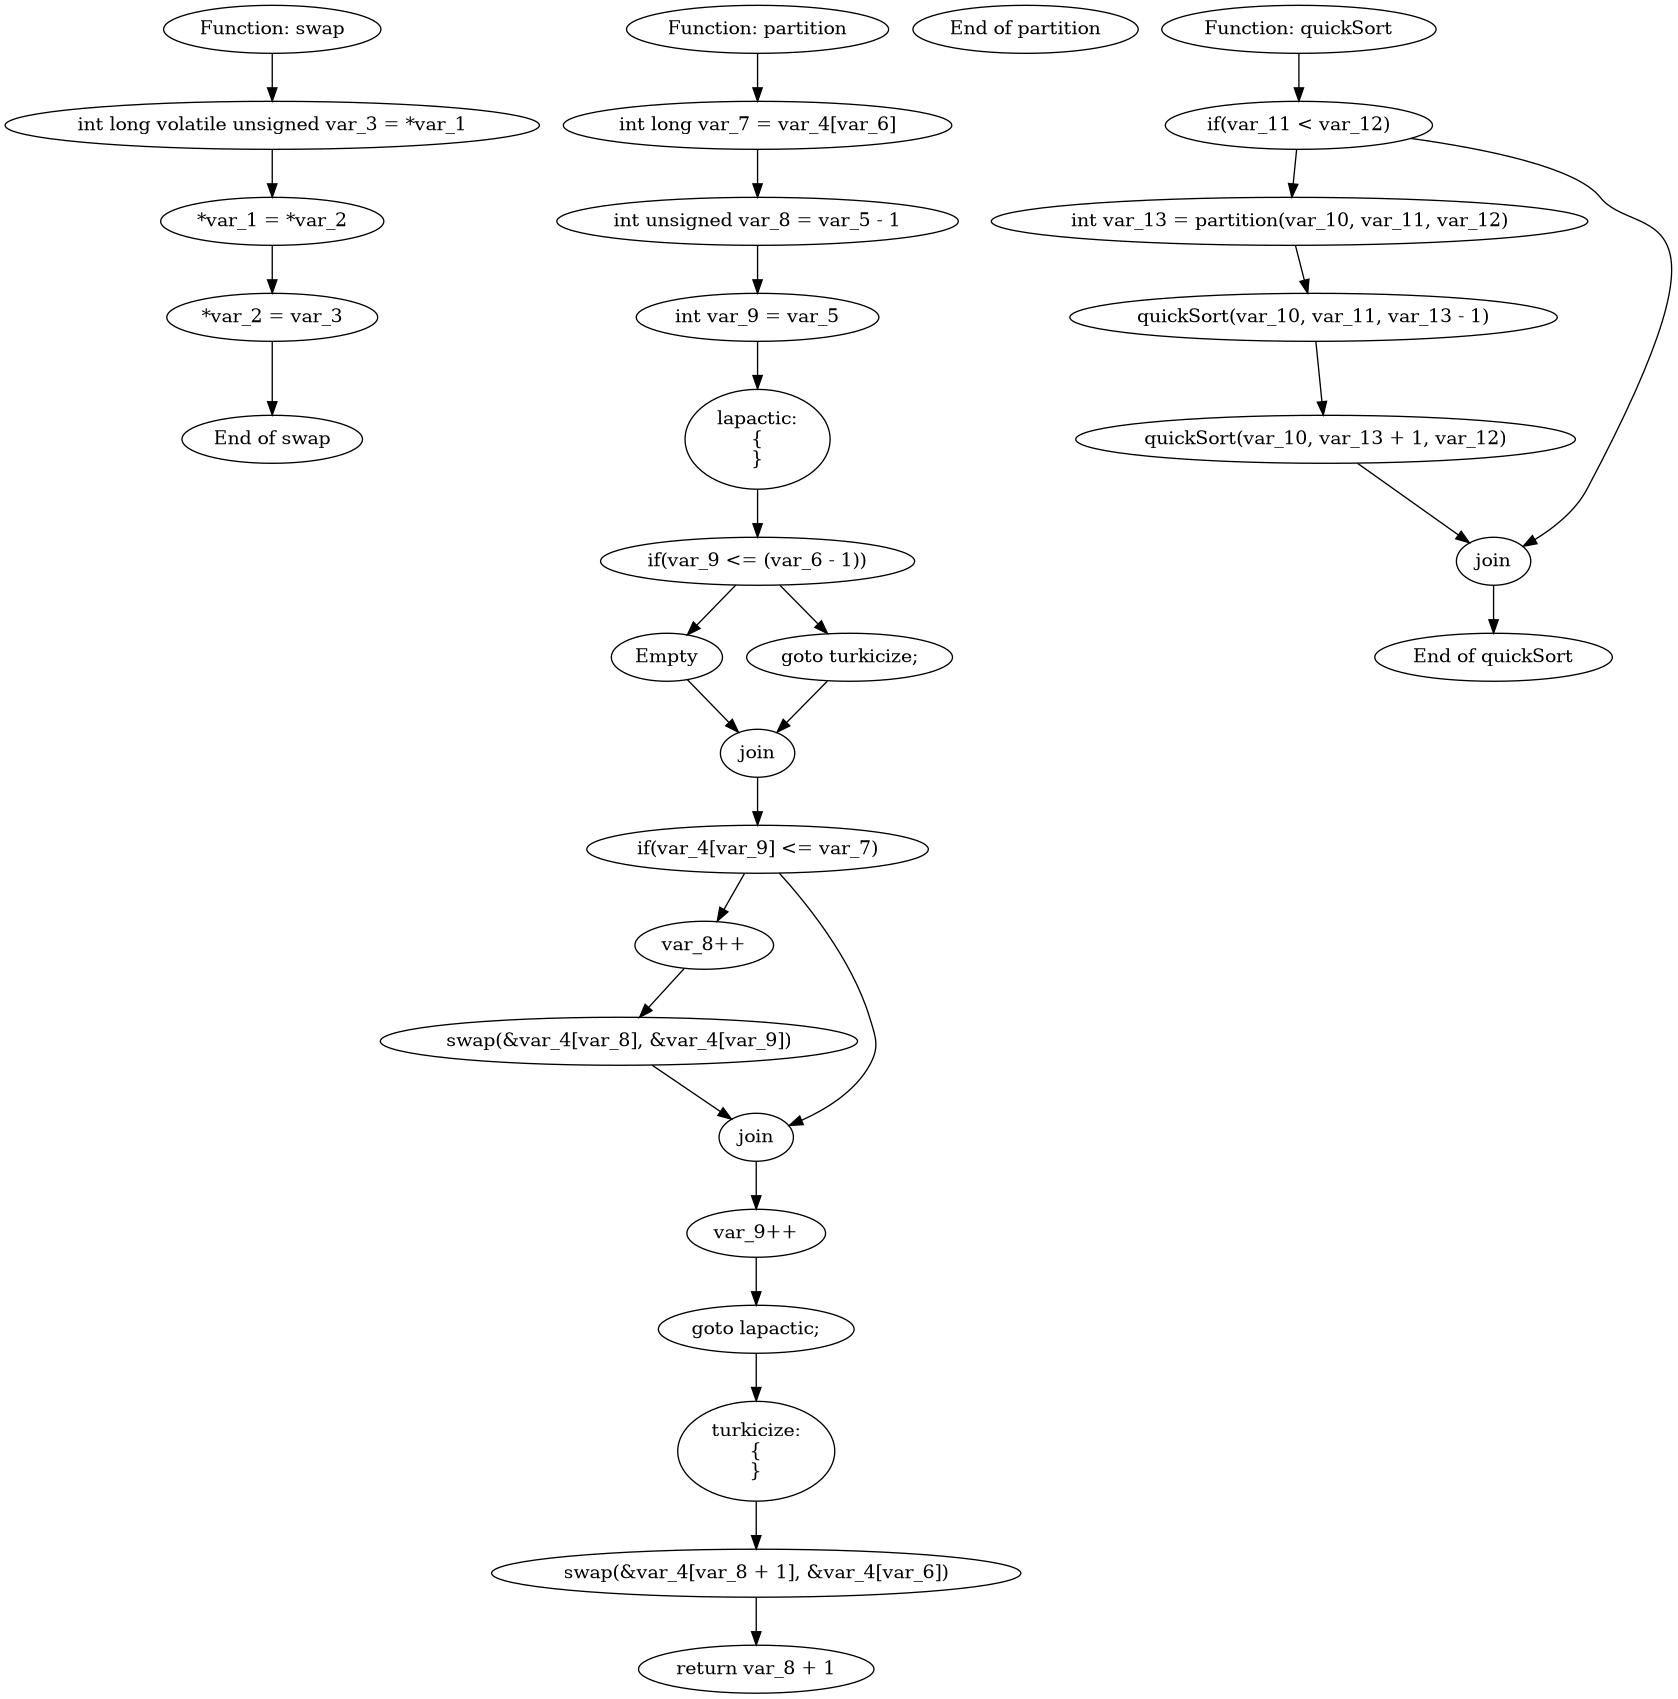 Function: swap
int long volatile unsigned var_3 = *var_1
*var_1 = *var_2
*var_2 = var_3
End of swap
Function: partition
int long var_7 = var_4[var_6]
int unsigned var_8 = var_5 - 1
int var_9 = var_5
lapactic:
{
}
if(var_9 <= (var_6 - 1))
Empty
goto turkicize;
join
if(var_4[var_9] <= var_7)
var_8++
swap(&var_4[var_8], &var_4[var_9])
join
var_9++
goto lapactic;
turkicize:
{
}
swap(&var_4[var_8 + 1], &var_4[var_6])
return var_8 + 1
End of partition
Function: quickSort
if(var_11 < var_12)
int var_13 = partition(var_10, var_11, var_12)
quickSort(var_10, var_11, var_13 - 1)
quickSort(var_10, var_13 + 1, var_12)
join
End of quickSort